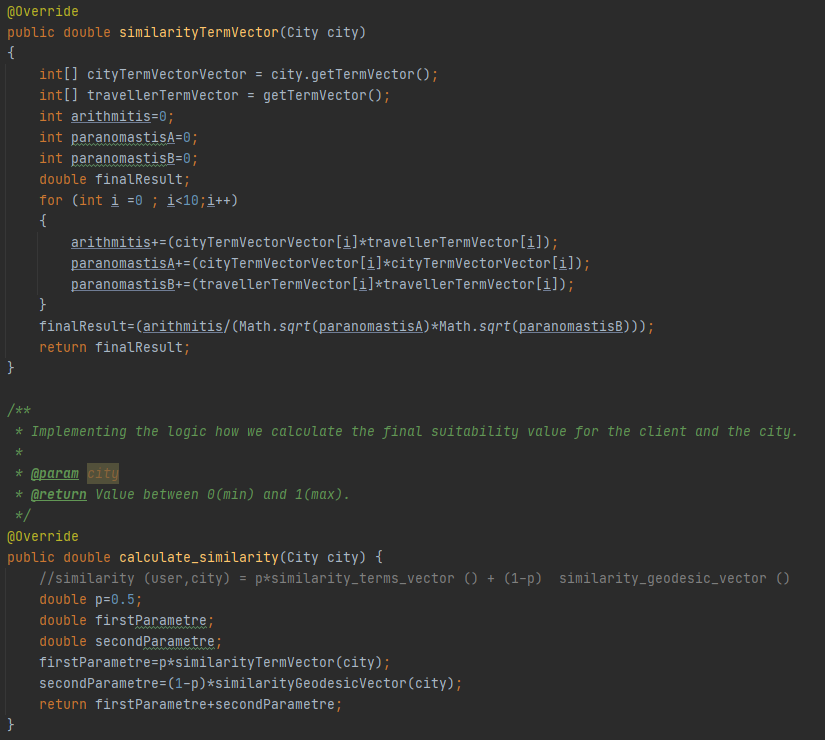 @Override
public double similarityTermVector(City city)
{
    int[] cityTermVectorVector = city.getTermVector();
    int[] travellerTermVector = getTermVector();
    int arithmitis=0;
    int paranomastisA=0;
    int paranomastisB=0;
    double finalResult;
    for (int i =0 ; i<10;i++)
    {
        arithmitis+=(cityTermVectorVector[i]*travellerTermVector[i]);
        paranomastisA+=(cityTermVectorVector[i]*cityTermVectorVector[i]);
        paranomastisB+=(travellerTermVector[i]*travellerTermVector[i]);
    }
    finalResult=(arithmitis/(Math.sqrt(paranomastisA)*Math.sqrt(paranomastisB)));
    return finalResult;
}

/**
 * Implementing the logic how we calculate the final suitability value for the client and the city.
 *
 * @param city
 * @return Value between 0(min) and 1(max).
 */
@Override
public double calculate_similarity(City city) {
    //similarity (user,city) = p*similarity_terms_vector () + (1-p)  similarity_geodesic_vector ()
    double p=0.5;
    double firstParametre;
    double secondParametre;
    firstParametre=p*similarityTermVector(city);
    secondParametre=(1-p)*similarityGeodesicVector(city);
    return firstParametre+secondParametre;
}